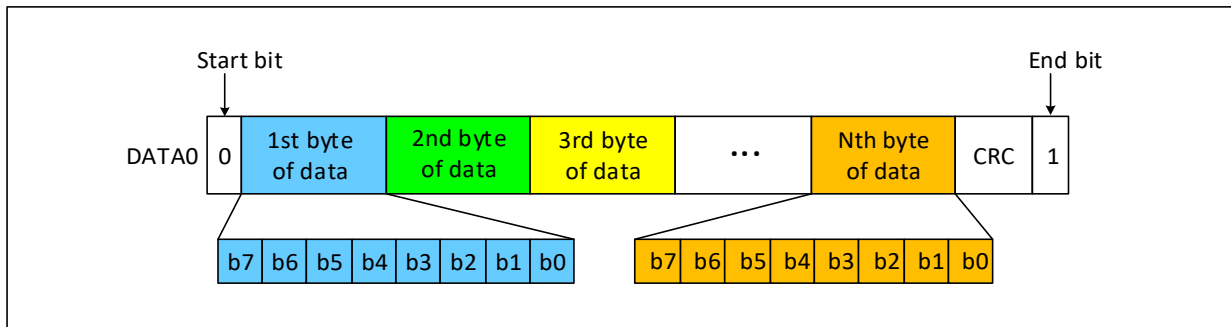 Start bit
End bit
DATA0
0
1st byte
of data
2nd byte
of data
3rd byte
of data
...
Nth byte
of data
CRC
1
b7 b6 b5 b4 b3 b2 b1 b0
b7 b6 b5 b4 b3 b2 b1 b0